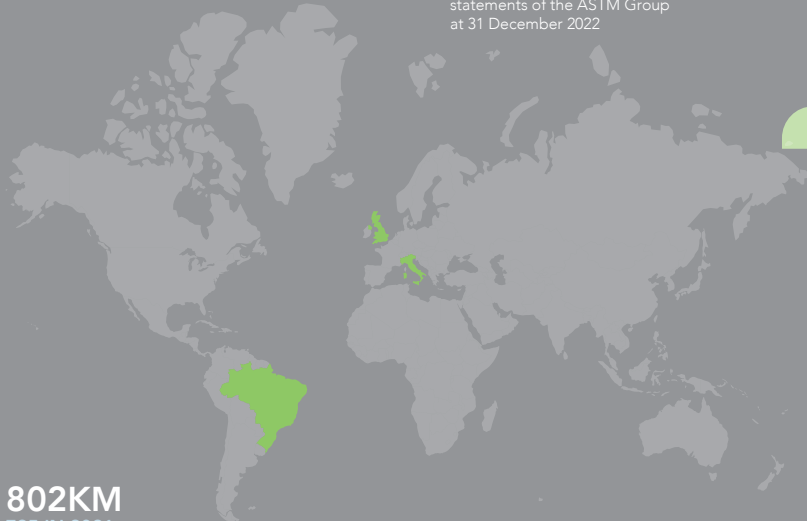 statements of the ASTM Group
at 31 December 2022
802KM